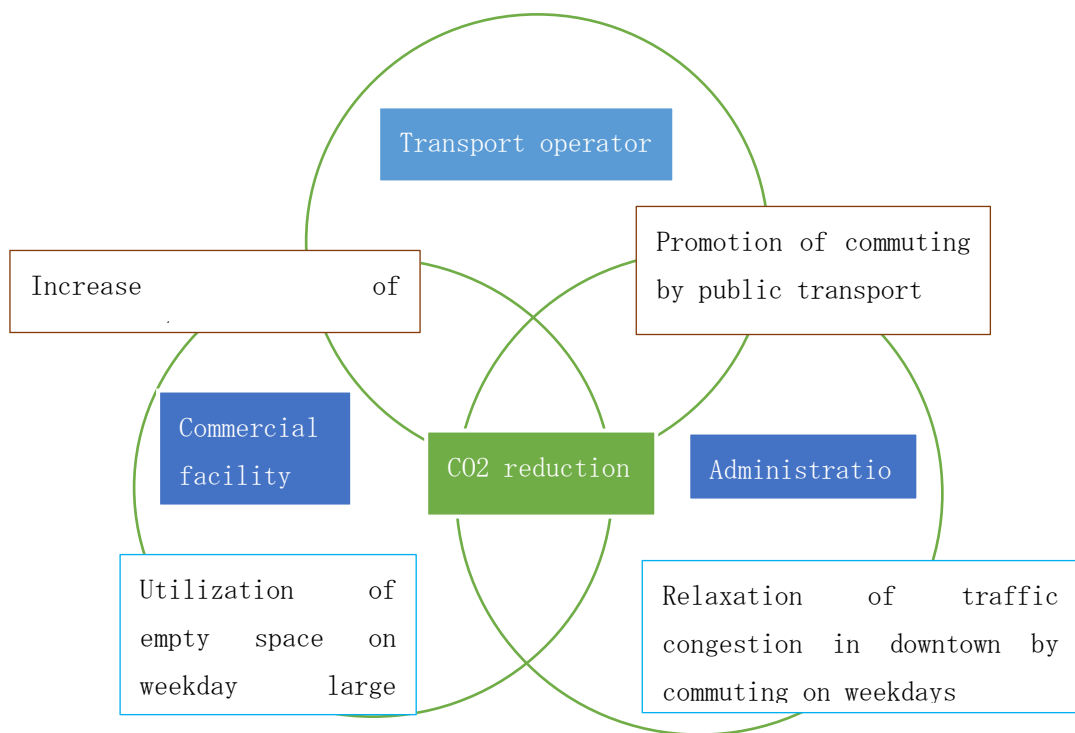 Transport operator
Promotion of commuting
by public transport
Increase of
Commercial
facility
CO2 reduction
Administratio
Utilization of
empty space on
weekday large
Relaxation of traffic
congestion in downtown by
commuting on weekdays